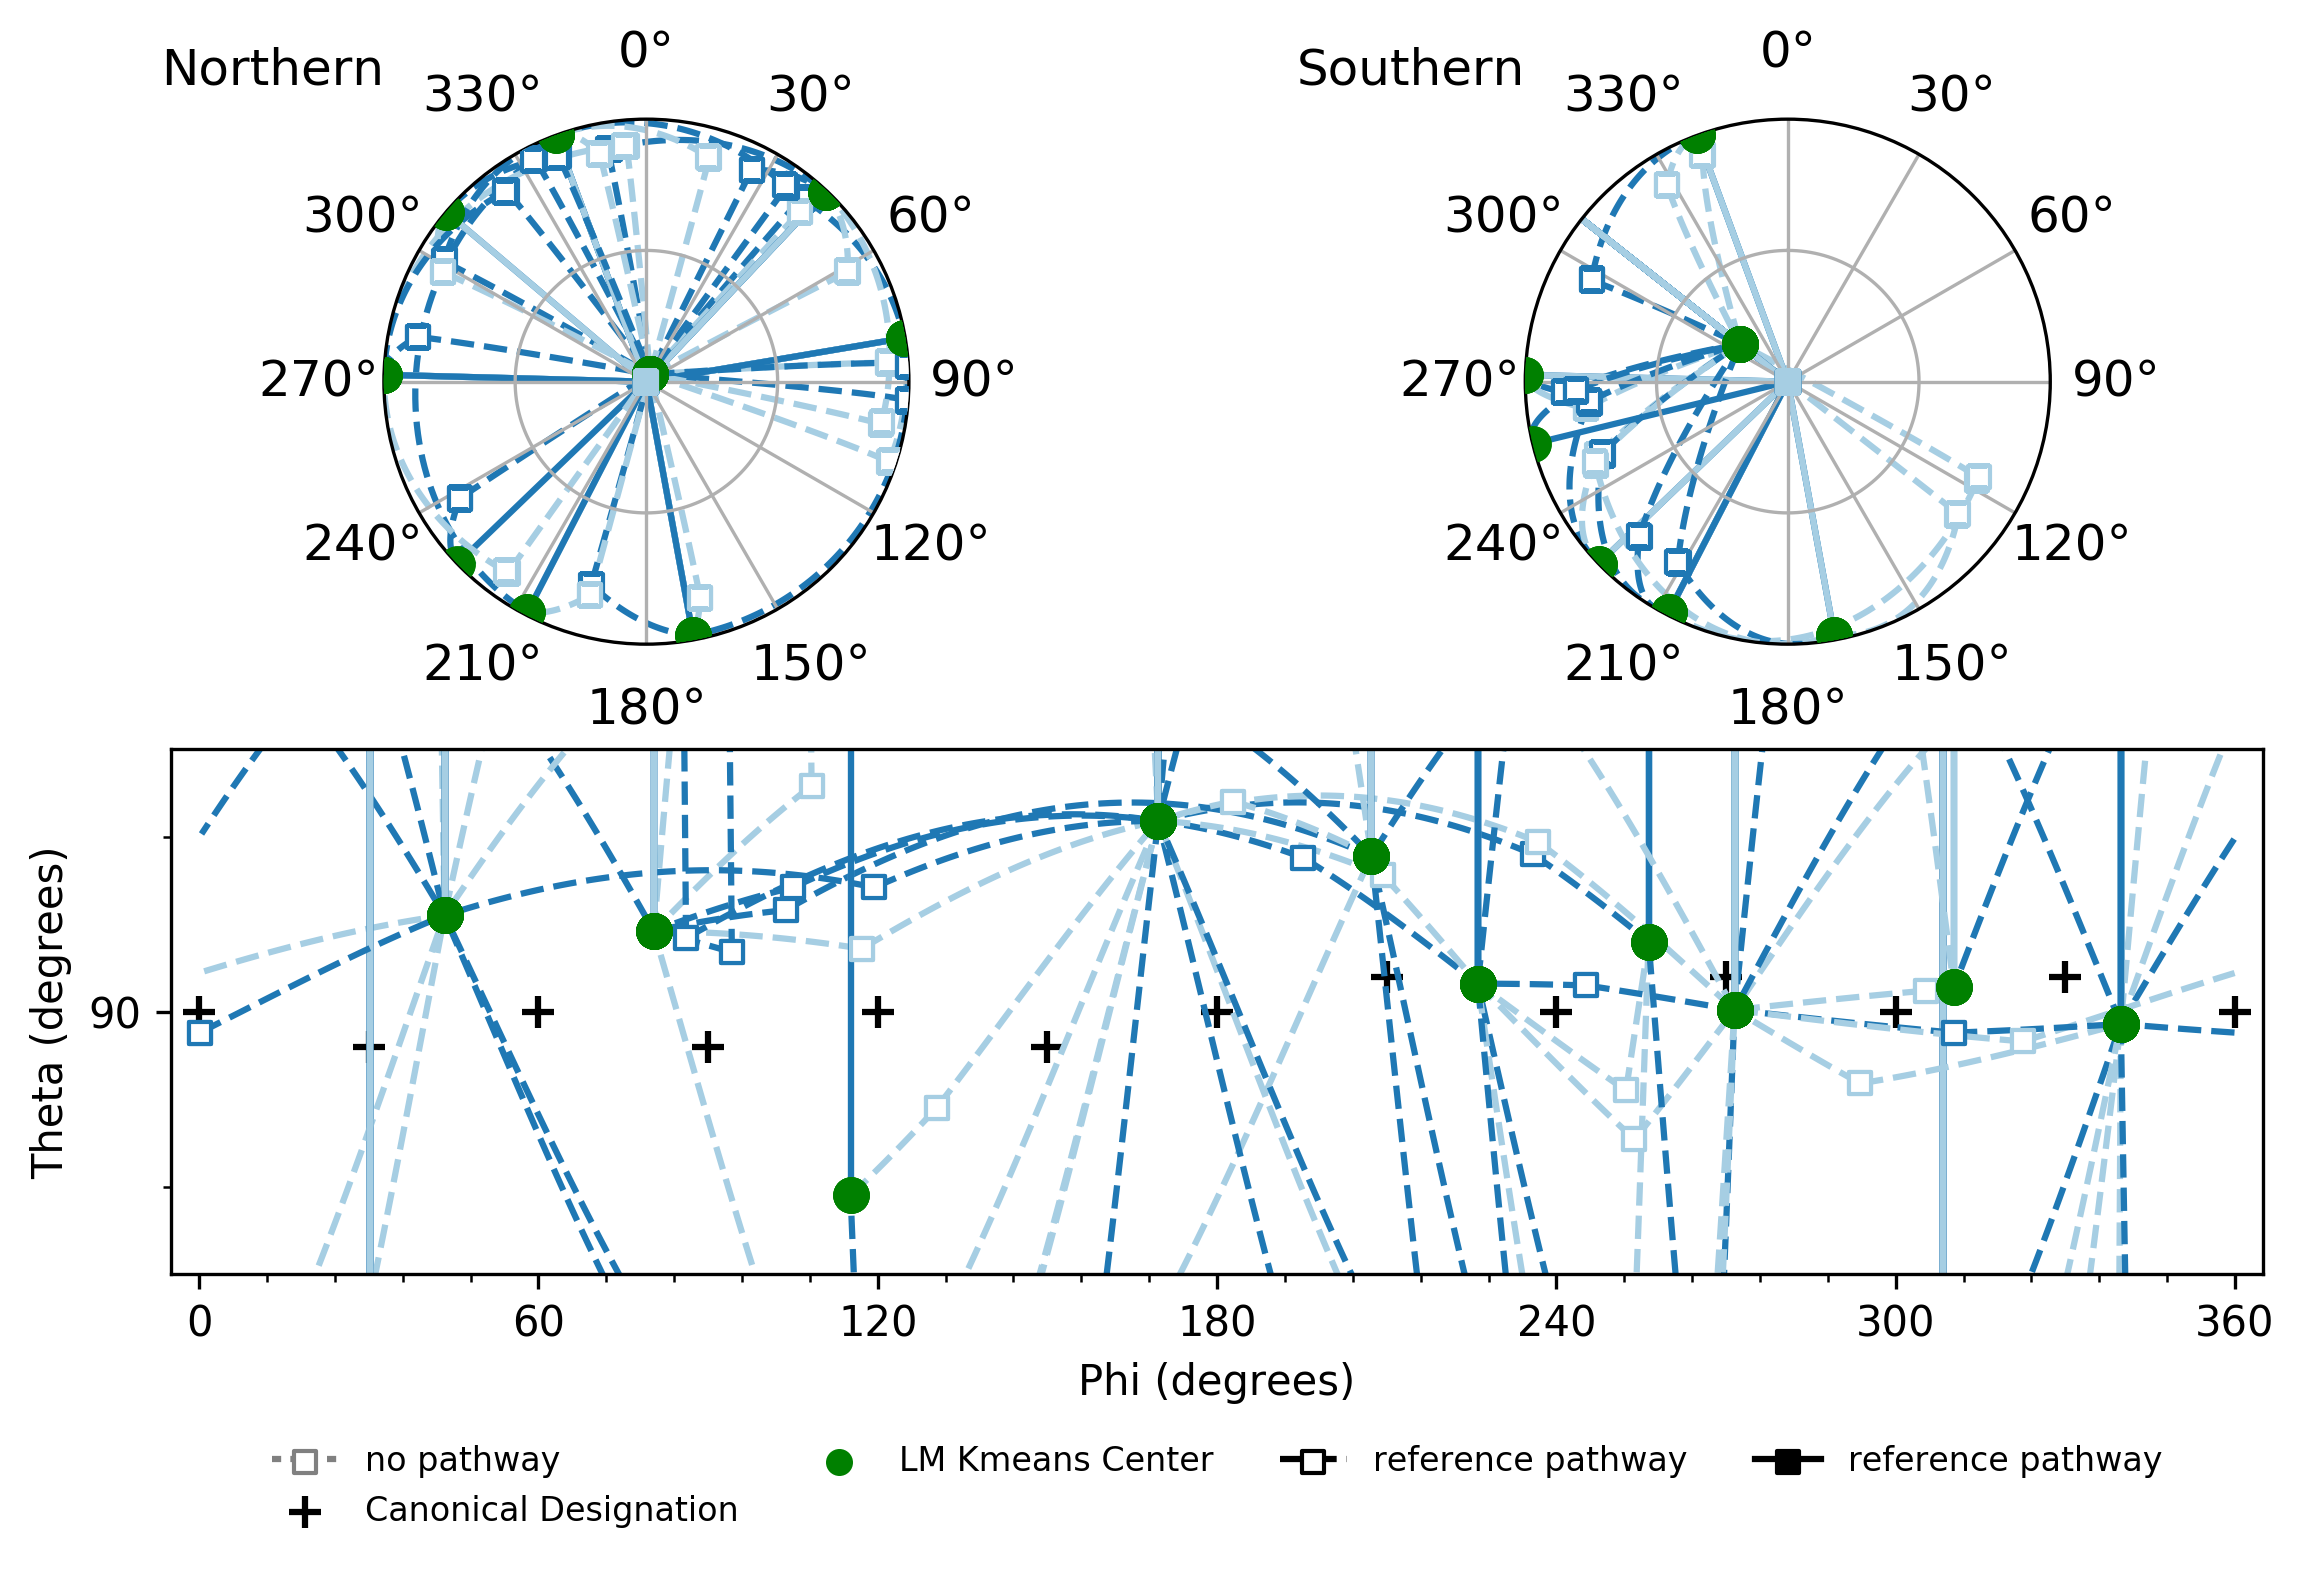 Northern
0°
30°
60°
90°
120°
150°
180°
210°
240°
270°
300°
330°
Southern
0°
30°
60°
90°
120°
150°
180°
210°
240°
270°
300°
330°
Theta (degrees)
90
0 60 120 180 240 300 360
Phi (degrees)
no pathway
Canonical Designation
LM Kmeans Center
reference pathway
reference pathway